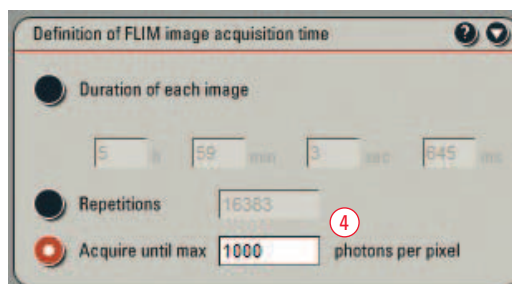 Definition of FLIM image acquisition time ?
Duration of each image
5 h 59 min 3 sec 645 ms
Repetitions 16383
4
Acquire until max 1000 photons per pixel